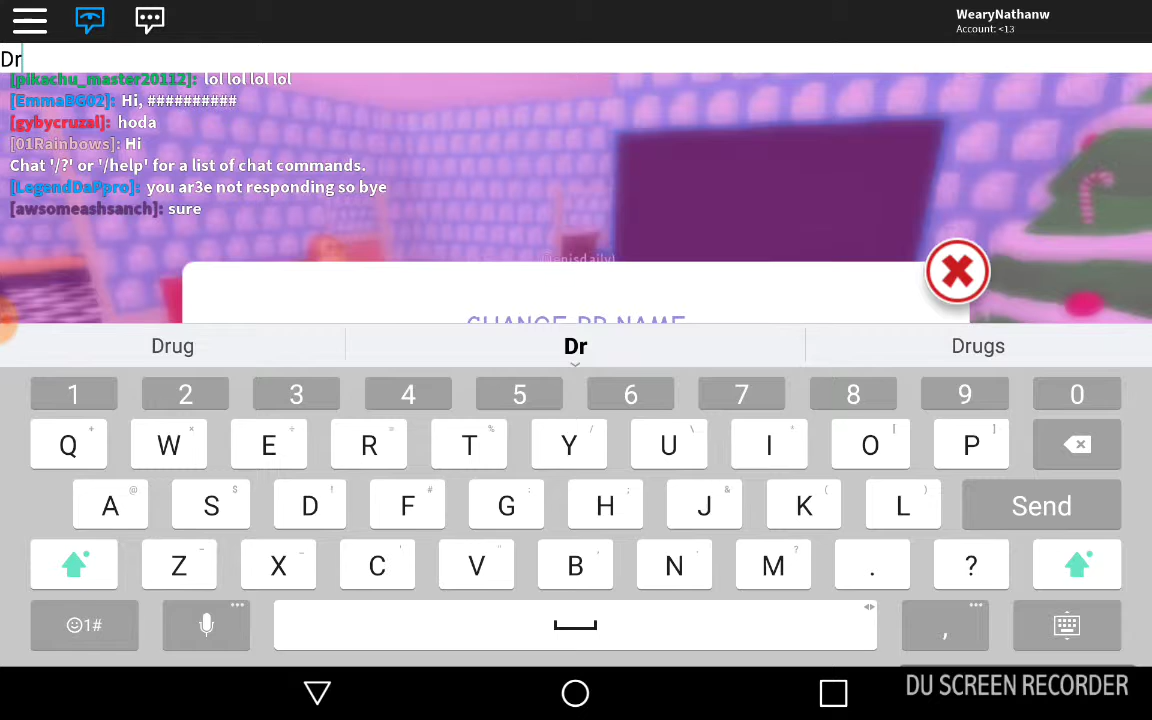 WearyNathanw
Account: <13
Dr
[pikachu_master20112]: lol lol lol lol
[EmmaBG02]: Hi, ##########
[gybycruzal]: hoda
[01Rainbows]: Hi
Chat '/?' or '/help' for a list of chat commands.
[LegendDaPpro]: you ar3e not responding so bye
[awsomeashsanch]: sure
CHANGE RP NAME
Drug Dr Drugs
1 2 3 4 5 6 7 8 9 0
Q W E R T Y U I O P
A S D F G H J K L Send
Z X C V B N M . ?
☺1# ,
DU SCREEN RECORDER